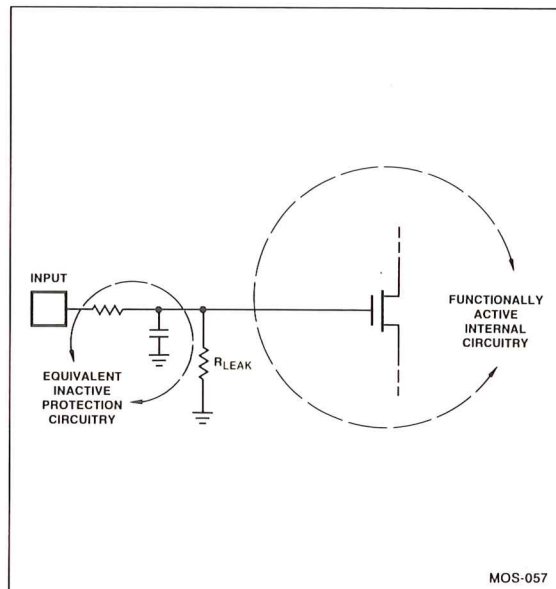 INPUT
EQUIVALENT
INACTIVE
PROTECTION
CIRCUITRY
RLEAK
FUNCTIONALLY
ACTIVE
INTERNAL
CIRCUITRY
MOS-057